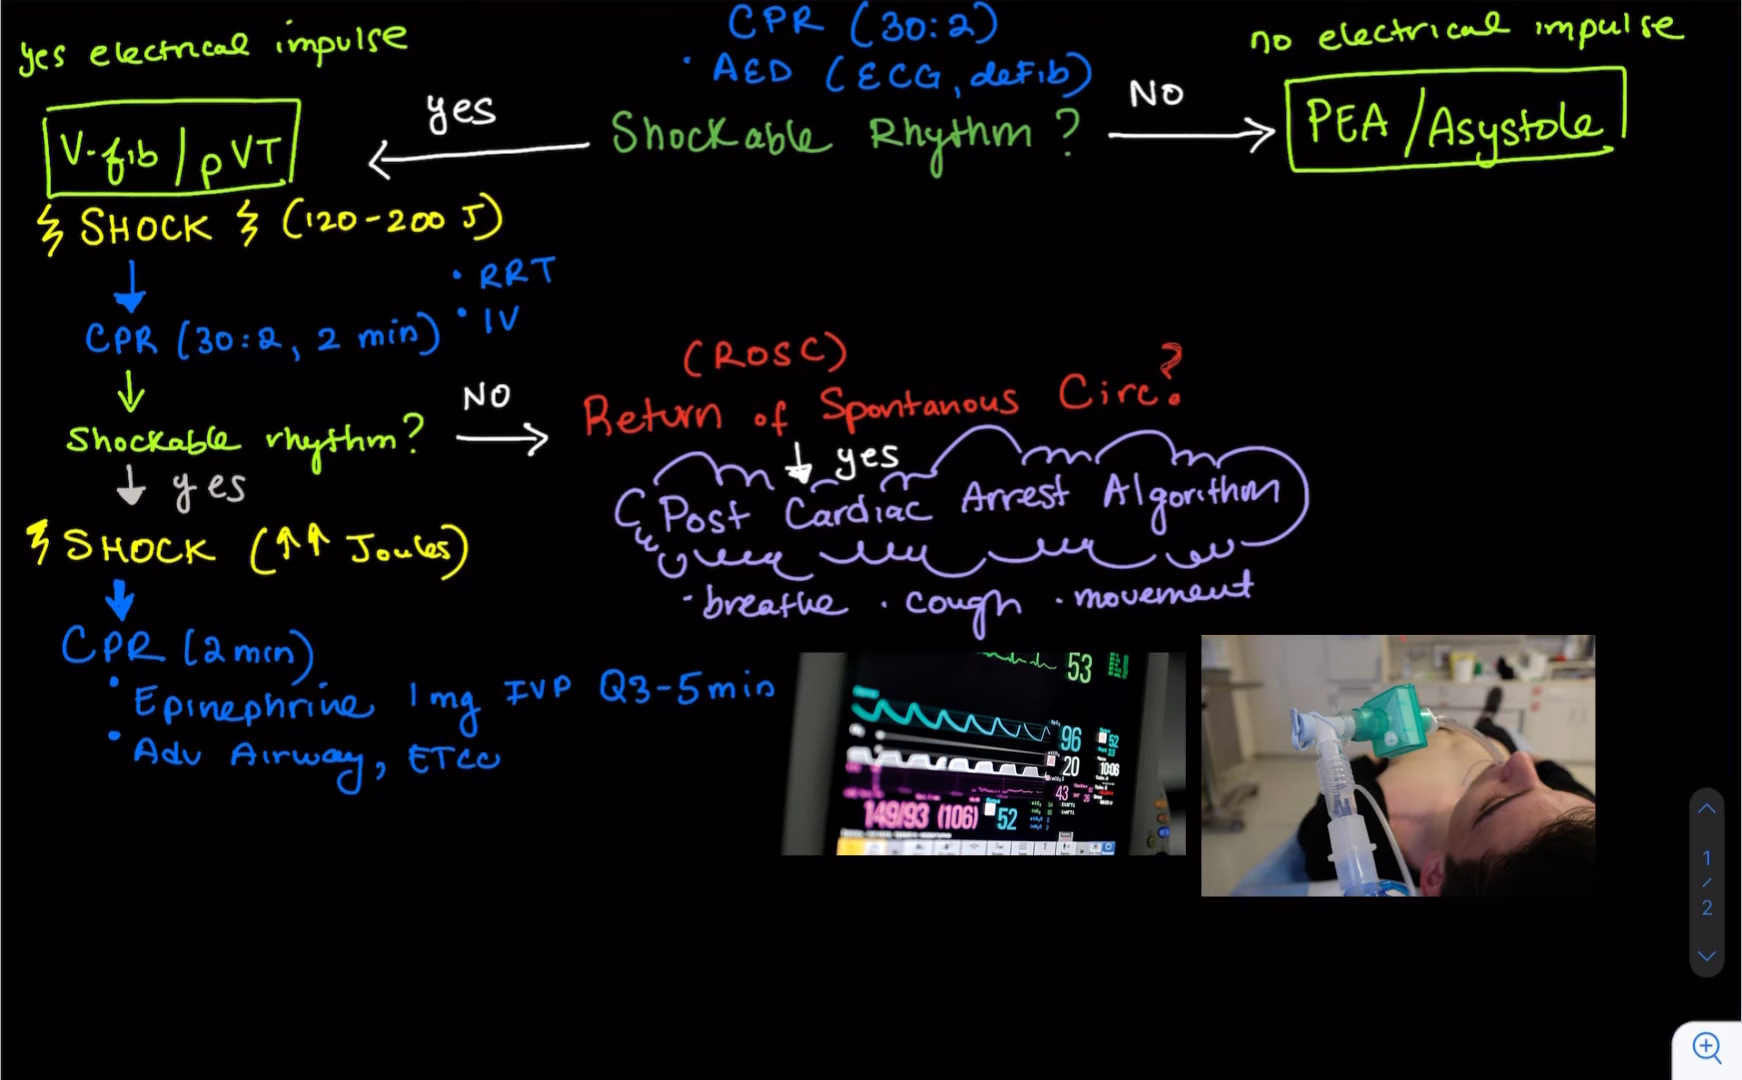 CPR (30:2)
yes electrical impulse
no electrical impulse
· AED (ECG, defib)
yes
NO
Shockable Rhythm?
PEA/Asystole
V-fib/pVT
SHOCK (120-200 J)
· RRT
· IV
CPR (30:2, 2 min)
(ROSC)
Return of Spontanous Circ?
NO
Shockable rhythm?
yes
yes
Post Cardiac Arrest Algorithm
SHOCK (↑↑ Joules)
· breathe · cough · movement
CPR (2 min)
· Epinephrine 1 mg IVP Q3-5 min
· Adv Airway, ETCO
53
96
52
20
10:06
43
149/93 (106)
52
1
/
2